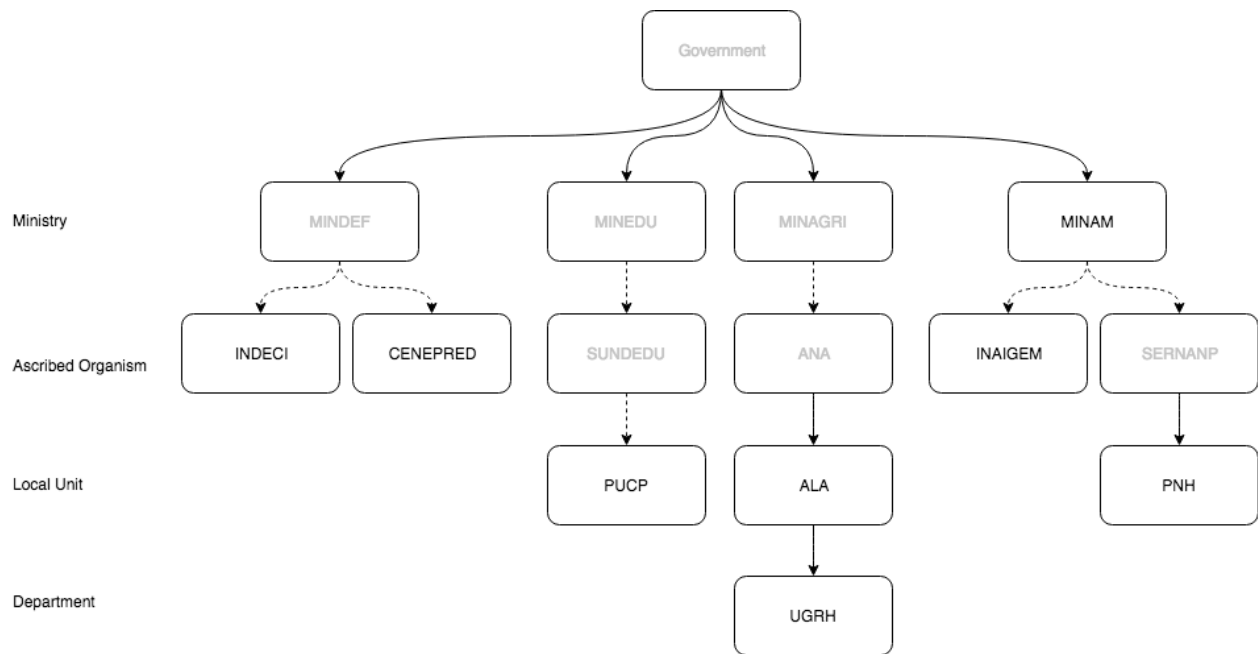 Government
Ministry
MINDEF
MINEDU
MINAGRI
MINAM
Ascribed Organism
INDECI
CENEPRED
SUNDEDU
ANA
INAIGEM
SERNANP
Local Unit
PUCP
ALA
PNH
Department
UGRH